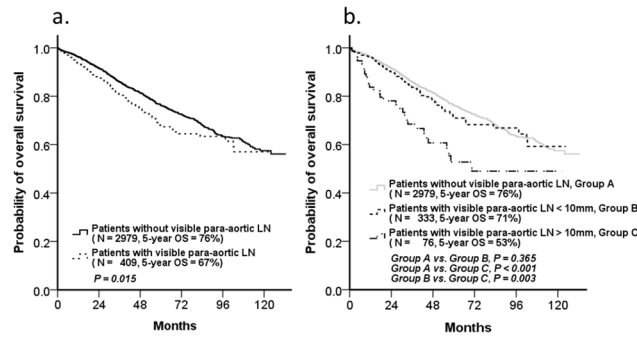 a.
Probability of overall survival
1.0
0.8
0.6
0.4
0.2
0.0
Patients without visible para-aortic LN
( N = 2979, 5-year OS = 76%)
Patients with visible para-aortic LN
( N = 409, 5-year OS = 67%)
P = 0.015
0 24 48 72 96 120
Months
b.
Probability of overall survival
1.0
0.8
0.6
0.4
0.2
0.0
Patients without visible para-aortic LN, Group A
( N = 2979, 5-year OS = 76%)
Patients with visible para-aortic LN < 10mm, Group B
( N = 333, 5-year OS = 71%)
Patients with visible para-aortic LN > 10mm, Group C
( N = 76, 5-year OS = 53%)
Group A vs. Group B, P = 0.365
Group A vs. Group C, P < 0.001
Group B vs. Group C, P = 0.003
0 24 48 72 96 120
Months